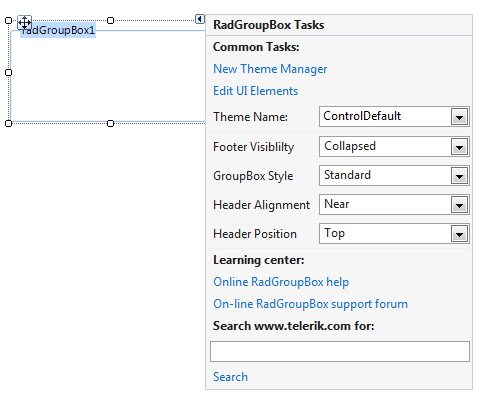 radGroupBox1
RadGroupBox Tasks
Common Tasks:
New Theme Manager
Edit UI Elements
Theme Name: ControlDefault
Footer Visiblilty Collapsed
GroupBox Style Standard
Header Alignment Near
Header Position Top
Learning center:
Online RadGroupBox help
On-line RadGroupBox support forum
Search www.telerik.com for:
Search